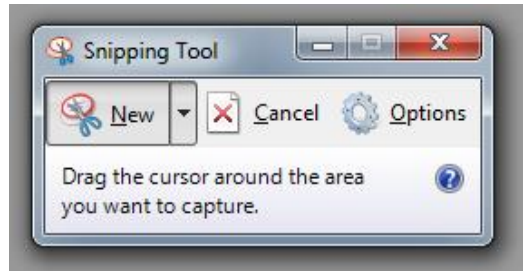 Snipping Tool
New Cancel Options
Drag the cursor around the area
you want to capture.